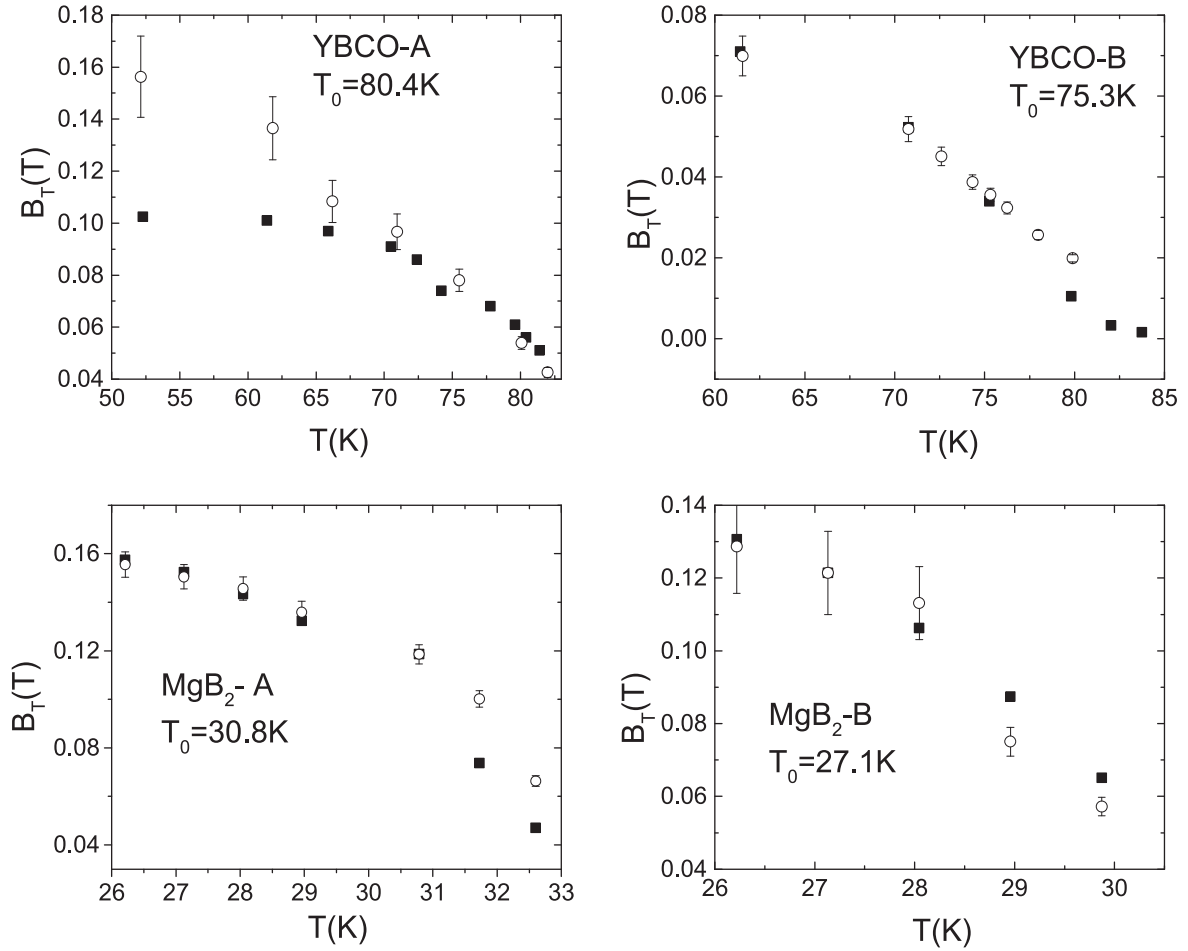 YBCO-A
T₀=80.4K
B_T(T)
0.18
0.16
0.14
0.12
0.10
0.08
0.06
0.04
50 55 60 65 70 75 80
T(K)
YBCO-B
T₀=75.3K
B_T(T)
0.08
0.06
0.04
0.02
0.00
60 65 70 75 80 85
T(K)
MgB₂- A
T₀=30.8K
B_T(T)
0.16
0.12
0.08
0.04
26 27 28 29 30 31 32 33
T(K)
MgB₂-B
T₀=27.1K
B_T(T)
0.14
0.12
0.10
0.08
0.06
0.04
26 27 28 29 30
T(K)